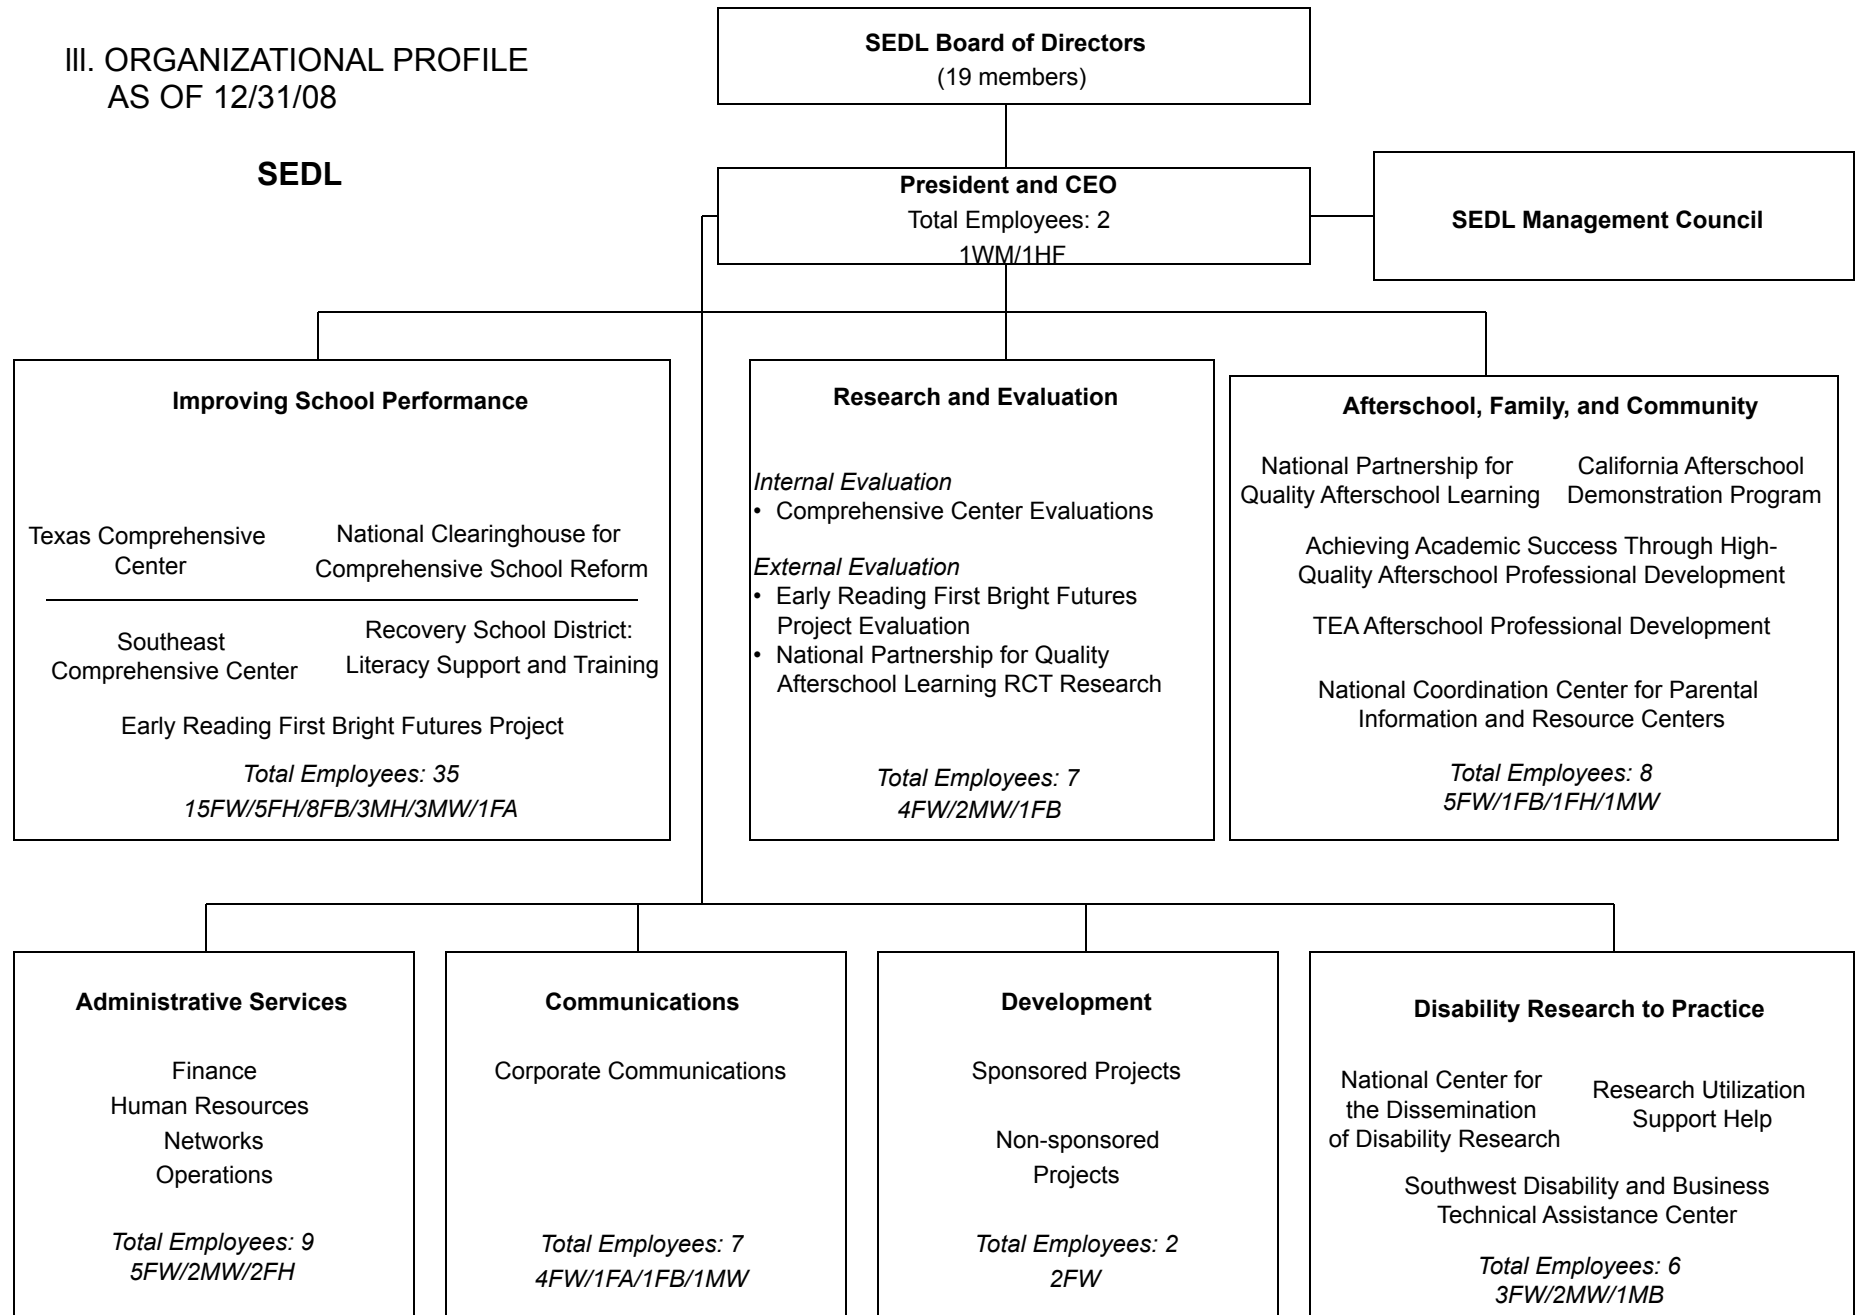 III. ORGANIZATIONAL PROFILE
AS OF 12/31/08
SEDL
SEDL Board of Directors
(19 members)
President and CEO
Total Employees: 2
1WM/1HF
SEDL Management Council
Improving School Performance
Texas Comprehensive
Center
National Clearinghouse for
Comprehensive School Reform
Southeast
Comprehensive Center
Recovery School District:
Literacy Support and Training
Early Reading First Bright Futures Project
Total Employees: 35
15FW/5FH/8FB/3MH/3MW/1FA
Research and Evaluation
Internal Evaluation
• Comprehensive Center Evaluations
External Evaluation
• Early Reading First Bright Futures
Project Evaluation
• National Partnership for Quality
Afterschool Learning RCT Research
Total Employees: 7
4FW/2MW/1FB
Afterschool, Family, and Community
National Partnership for
Quality Afterschool Learning
California Afterschool
Demonstration Program
Achieving Academic Success Through High-
Quality Afterschool Professional Development
TEA Afterschool Professional Development
National Coordination Center for Parental
Information and Resource Centers
Total Employees: 8
5FW/1FB/1FH/1MW
Administrative Services
Finance
Human Resources
Networks
Operations
Total Employees: 9
5FW/2MW/2FH
Communications
Corporate Communications
Total Employees: 7
4FW/1FA/1FB/1MW
Development
Sponsored Projects
Non-sponsored
Projects
Total Employees: 2
2FW
Disability Research to Practice
National Center for
the Dissemination
of Disability Research
Research Utilization
Support Help
Southwest Disability and Business
Technical Assistance Center
Total Employees: 6
3FW/2MW/1MB